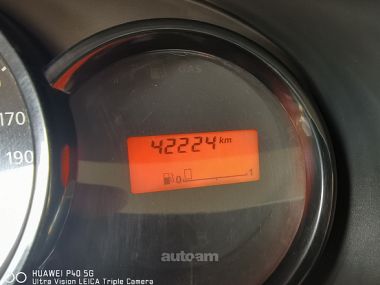 GAS
170
190
42224 km
0 1
autoam
HUAWEI P40 5G
Ultra Vision LEICA Triple Camera